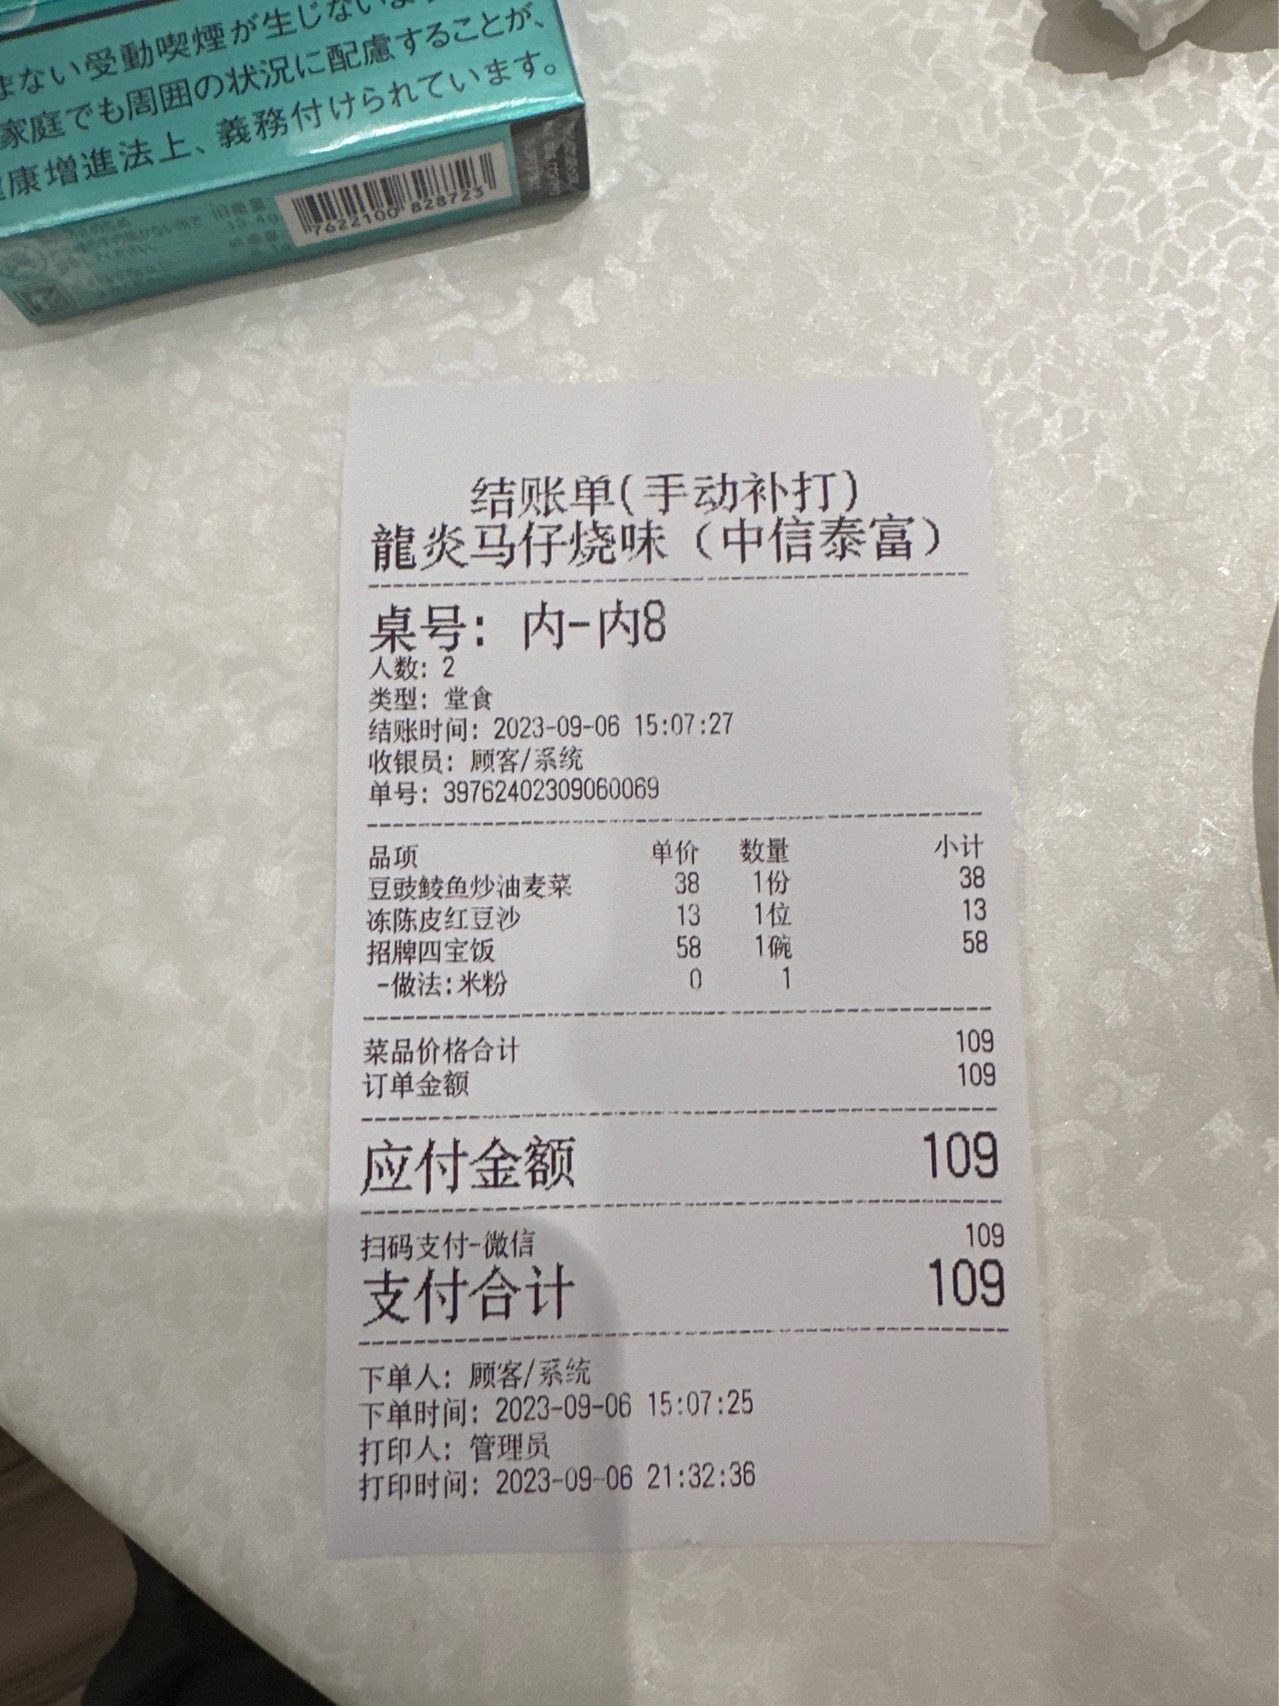 まない受動喫煙が生じないよ
家庭でも周囲の状況に配慮することが、
康増進法上、義務付けられています。
7622100 828723
结账单(手动补打)
龍炎马仔烧味（中信泰富）
桌号: 内-内8
人数: 2
类型: 堂食
结账时间: 2023-09-06 15:07:27
收银员: 顾客/系统
单号: 39762402309060069
品项 单价 数量 小计
豆豉鲮鱼炒油麦菜 38 1份 38
冻陈皮红豆沙 13 1位 13
招牌四宝饭 58 1碗 58
-做法:米粉 0 1
菜品价格合计 109
订单金额 109
应付金额 109
扫码支付-微信 109
支付合计 109
下单人: 顾客/系统
下单时间: 2023-09-06 15:07:25
打印人: 管理员
打印时间: 2023-09-06 21:32:36